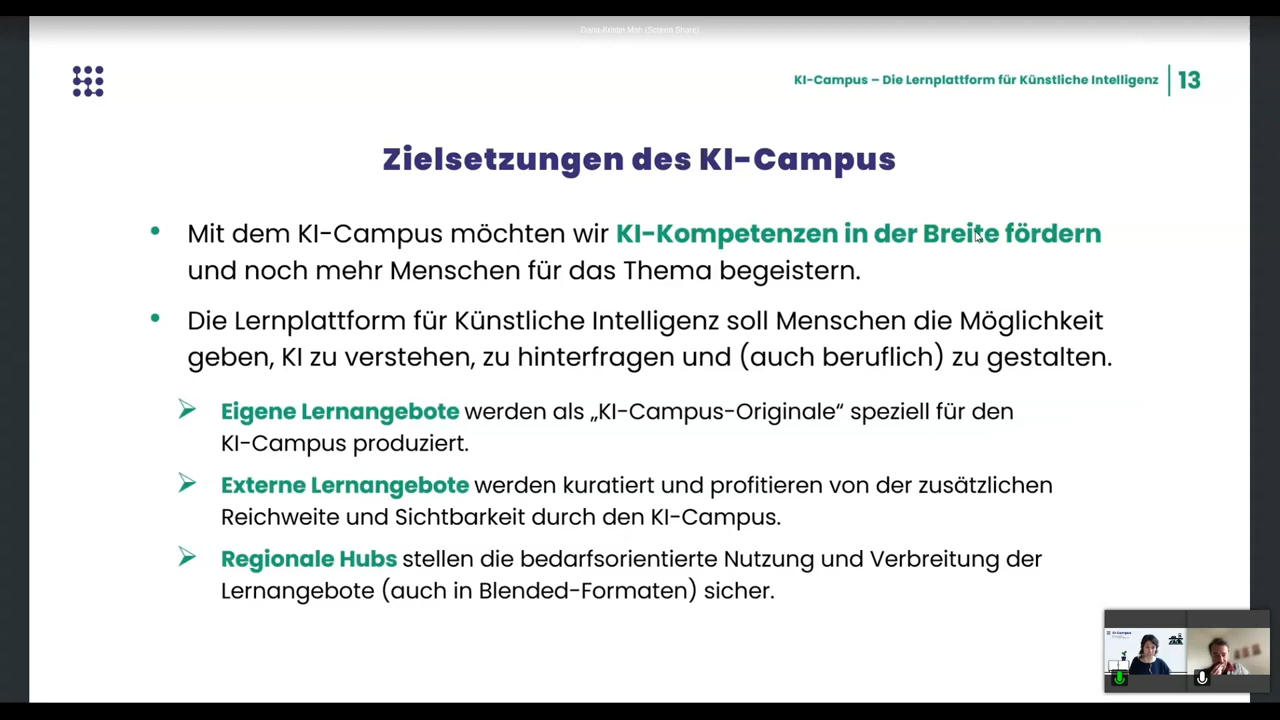 KI-Campus – Die Lernplattform für Künstliche Intelligenz
13
Zielsetzungen des KI-Campus
• Mit dem KI-Campus möchten wir KI-Kompetenzen in der Breite fördern
und noch mehr Menschen für das Thema begeistern.
• Die Lernplattform für Künstliche Intelligenz soll Menschen die Möglichkeit
geben, KI zu verstehen, zu hinterfragen und (auch beruflich) zu gestalten.
➢ Eigene Lernangebote werden als „KI-Campus-Originale“ speziell für den
KI-Campus produziert.
➢ Externe Lernangebote werden kuratiert und profitieren von der zusätzlichen
Reichweite und Sichtbarkeit durch den KI-Campus.
➢ Regionale Hubs stellen die bedarfsorientierte Nutzung und Verbreitung der
Lernangebote (auch in Blended-Formaten) sicher.